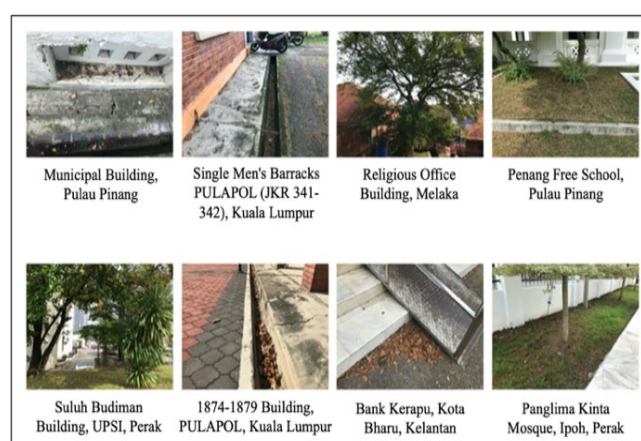 Municipal Building,
Pulau Pinang
Single Men's Barracks
PULAPOL (JKR 341-
342), Kuala Lumpur
Religious Office
Building, Melaka
Penang Free School,
Pulau Pinang
Suluh Budiman
Building, UPSI, Perak
1874-1879 Building,
PULAPOL, Kuala Lumpur
Bank Kerapu, Kota
Bharu, Kelantan
Panglima Kinta
Mosque, Ipoh, Perak